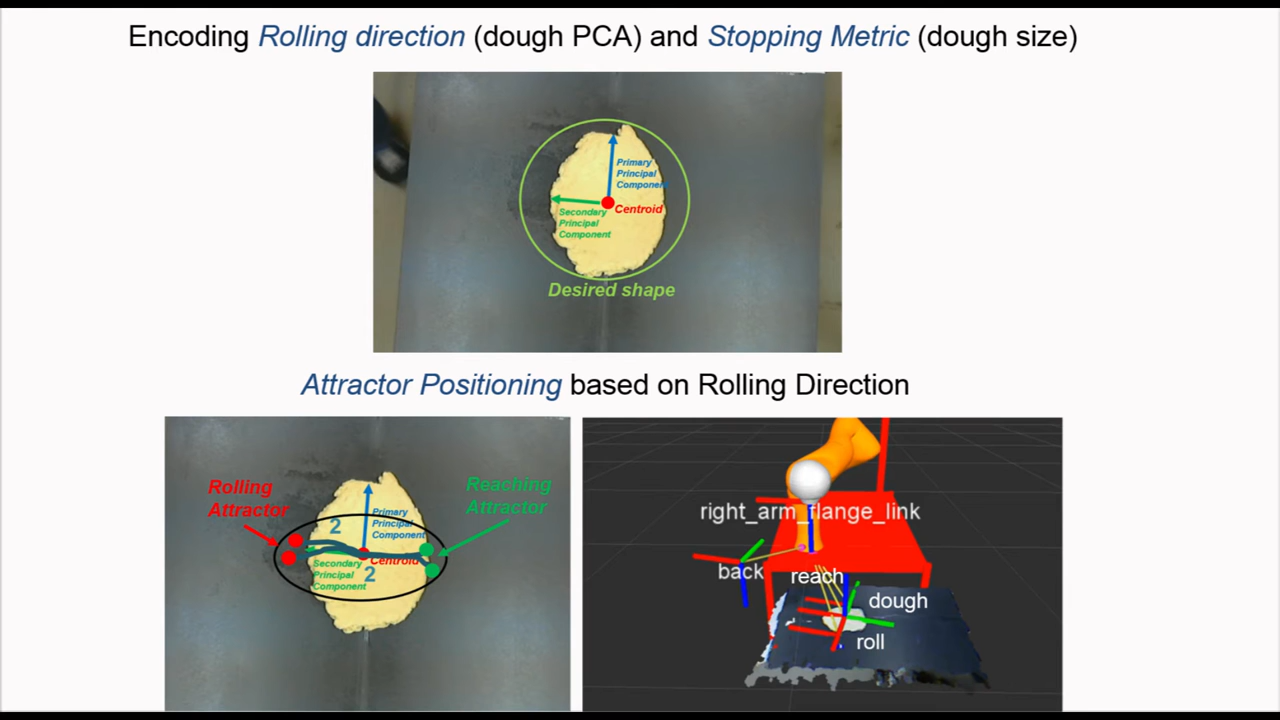 Encoding Rolling direction (dough PCA) and Stopping Metric (dough size)
Primary
Principal
Component
Centroid
Secondary
Principal
Component
Desired shape
Attractor Positioning based on Rolling Direction
Rolling
Attractor
Reaching
Attractor
2
Primary
Principal
Component
Centroid
Secondary
Principal
Component
2
right_arm_flange_link
back
reach
dough
roll